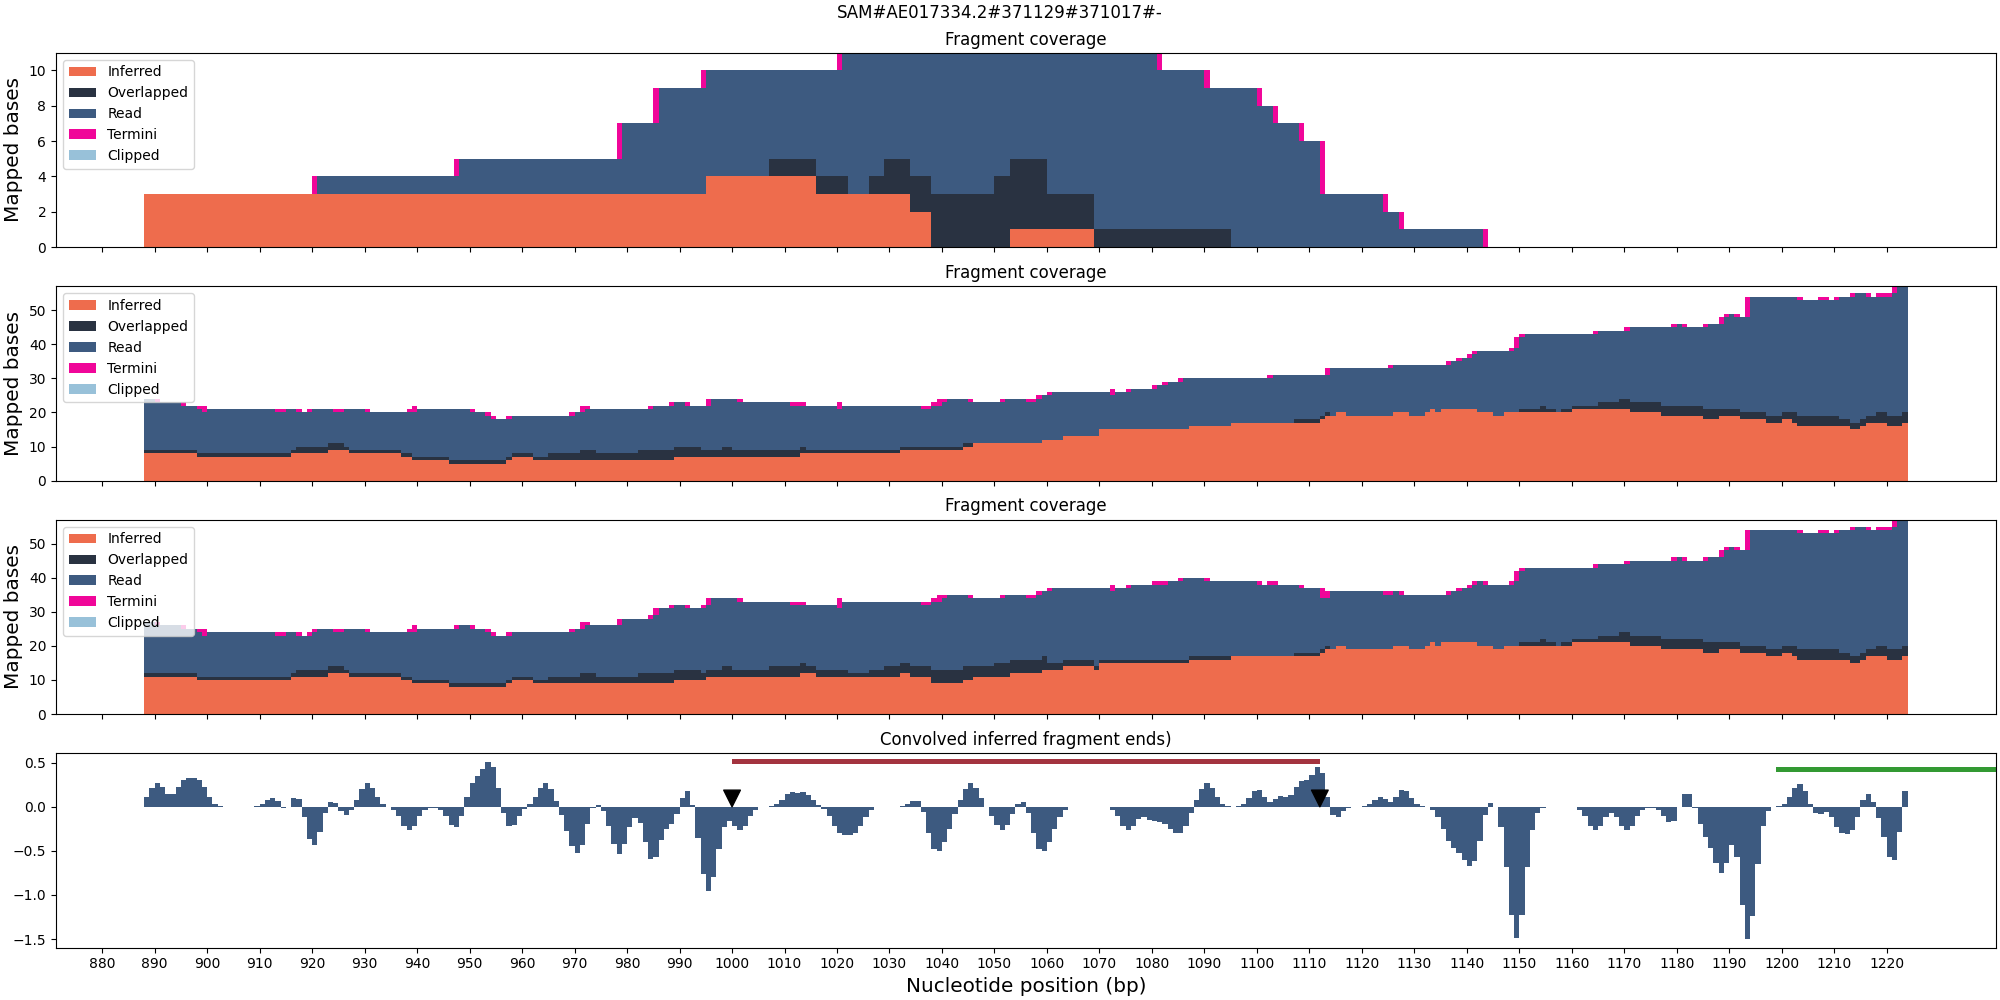 SAM#AE017334.2#371129#371017#-
Fragment coverage
Mapped bases
10
8
6
4
2
0
Inferred
Overlapped
Read
Termini
Clipped
Fragment coverage
Mapped bases
50
40
30
20
10
0
Inferred
Overlapped
Read
Termini
Clipped
Fragment coverage
Mapped bases
50
40
30
20
10
0
Inferred
Overlapped
Read
Termini
Clipped
Convolved inferred fragment ends)
0.5
0.0
−0.5
−1.0
−1.5
880 890 900 910 920 930 940 950 960 970 980 990 1000 1010 1020 1030 1040 1050 1060 1070 1080 1090 1100 1110 1120 1130 1140 1150 1160 1170 1180 1190 1200 1210 1220
Nucleotide position (bp)